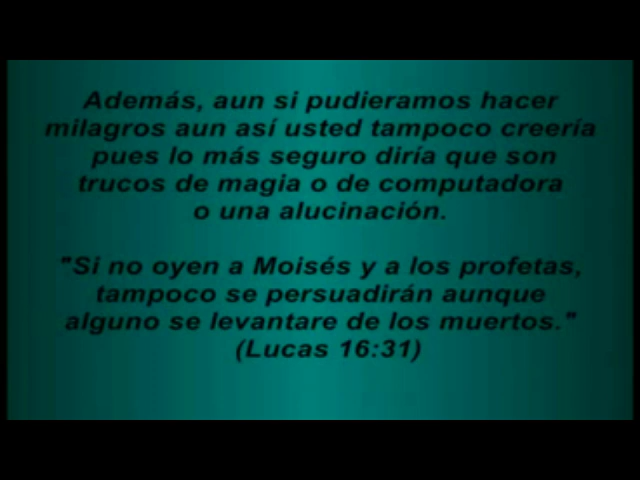 Además, aun si pudieramos hacer
milagros aun así usted tampoco creería
pues lo más seguro diría que son
trucos de magia o de computadora
o una alucinación.
"Si no oyen a Moisés y a los profetas,
tampoco se persuadirán aunque
alguno se levantare de los muertos."
(Lucas 16:31)